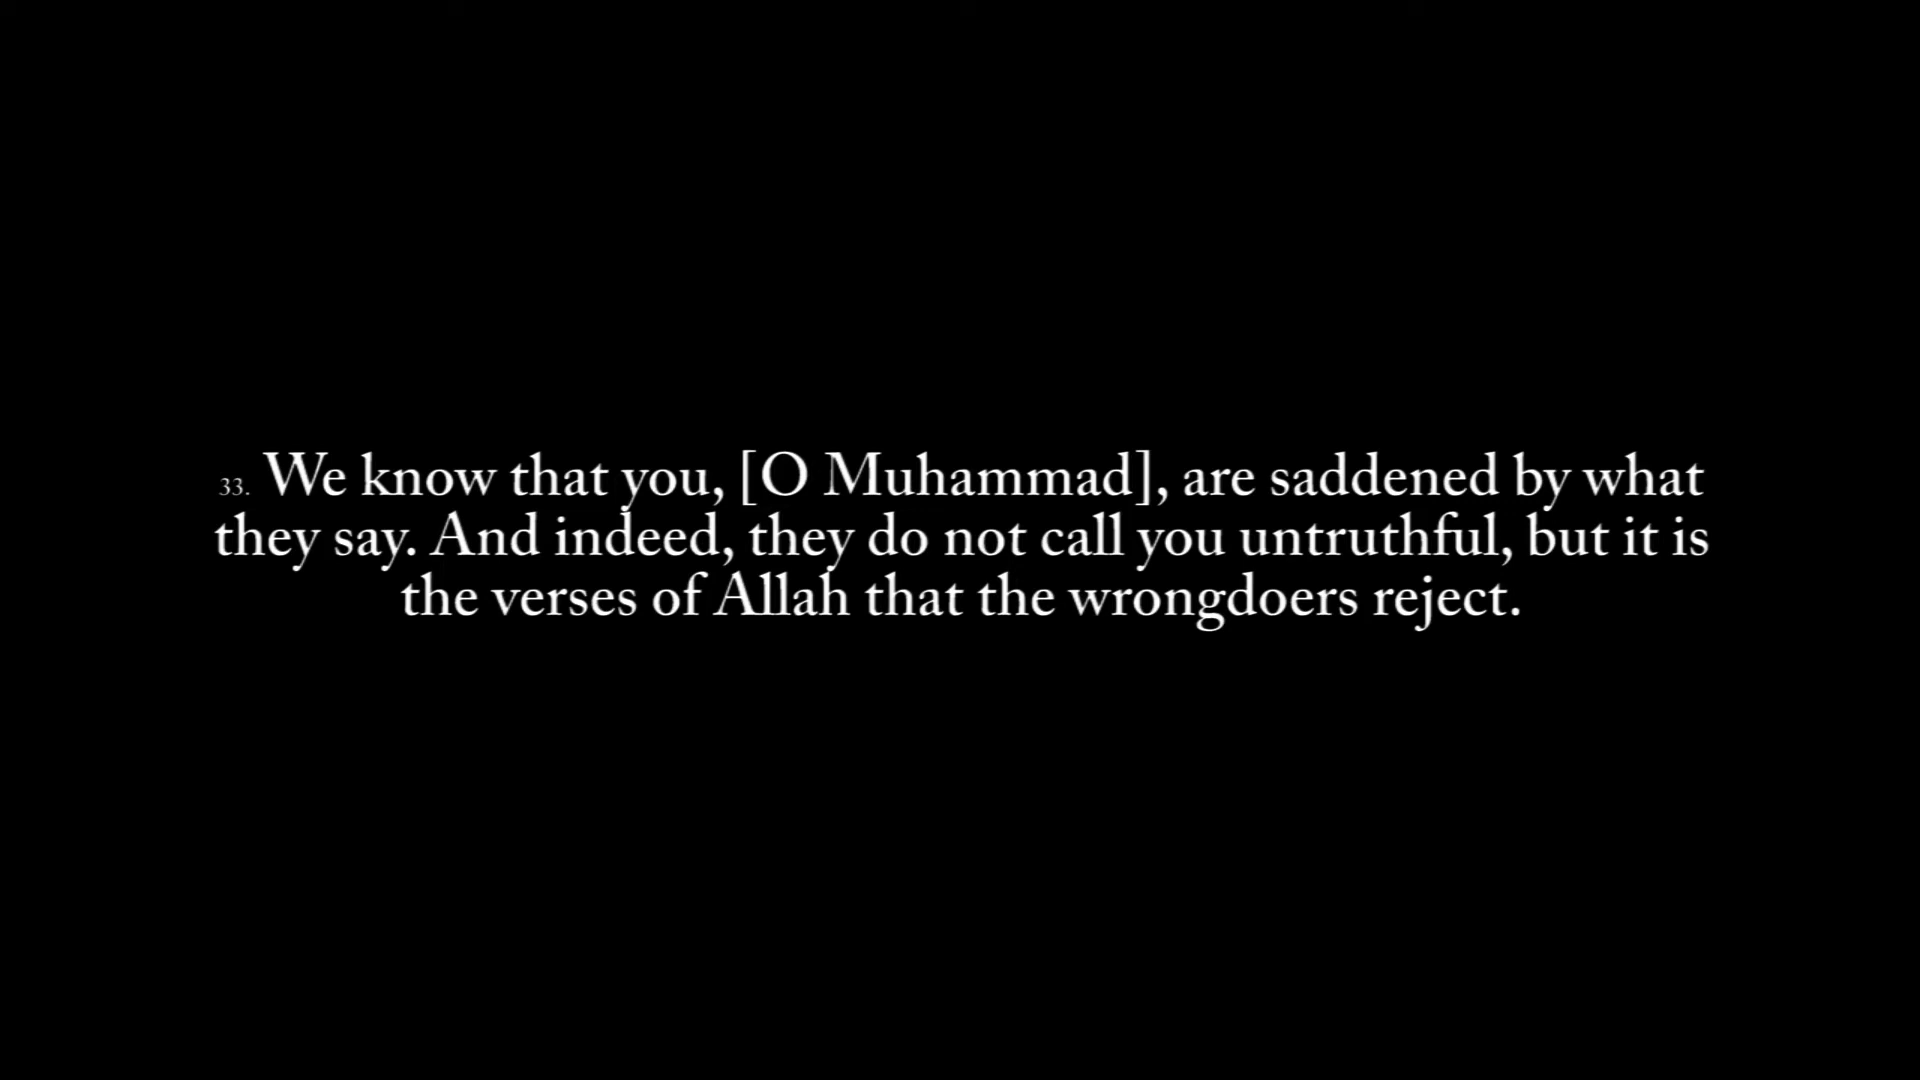 33. We know that you, [O Muhammad], are saddened by what
they say. And indeed, they do not call you untruthful, but it is
the verses of Allah that the wrongdoers reject.